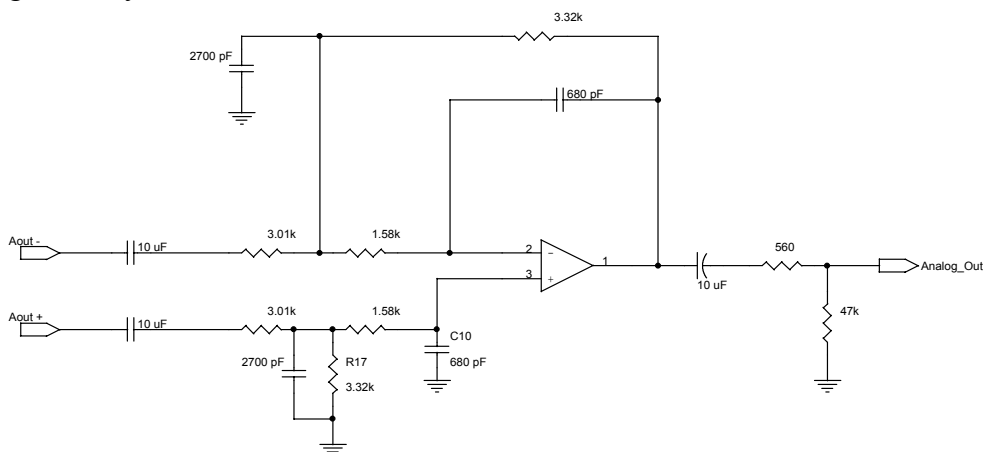 3.32k
2700 pF
680 pF
Aout -
10 uF
3.01k
1.58k
2
-
1
3
+
560
10 uF
Analog_Out
47k
Aout +
10 uF
3.01k
1.58k
2700 pF
R17
3.32k
C10
680 pF